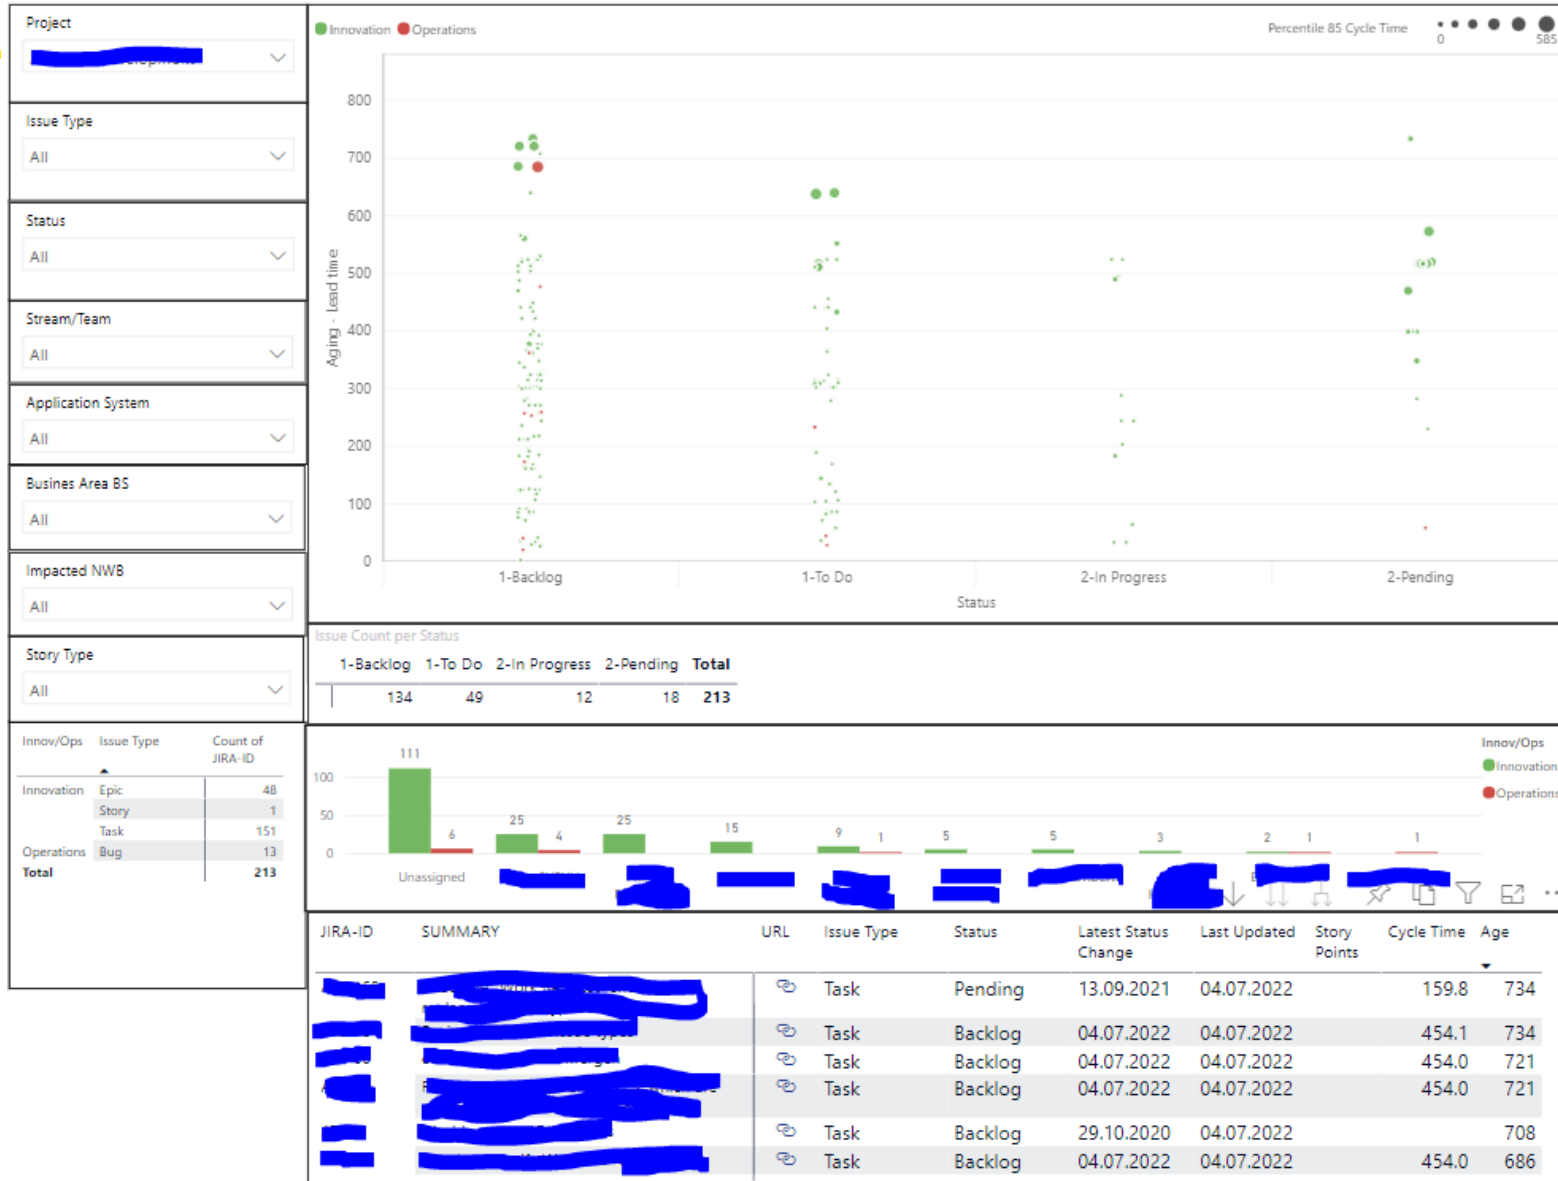 Project
Issue Type
All
Status
All
Stream/Team
All
Application System
All
Busines Area BS
All
Impacted NWB
All
Story Type
All
Innov/Ops Issue Type Count of JIRA-ID
Innovation Epic 48
Story 1
Task 151
Operations Bug 13
Total 213
Innovation Operations
Percentile 85 Cycle Time
0 585
Aging - Lead time
800
700
600
500
400
300
200
100
0
1-Backlog 1-To Do 2-In Progress 2-Pending
Status
Issue Count per Status
1-Backlog 1-To Do 2-In Progress 2-Pending Total
134 49 12 18 213
Innov/Ops
Innovation
Operations
100
50
0
111 6 25 4 25 15 9 1 5 5 3 2 1 1
Unassigned
JIRA-ID SUMMARY URL Issue Type Status Latest Status Change Last Updated Story Points Cycle Time Age
Task Pending 13.09.2021 04.07.2022 159.8 734
Task Backlog 04.07.2022 04.07.2022 454.1 734
Task Backlog 04.07.2022 04.07.2022 454.0 721
Task Backlog 04.07.2022 04.07.2022 454.0 721
Task Backlog 29.10.2020 04.07.2022 708
Task Backlog 04.07.2022 04.07.2022 454.0 686